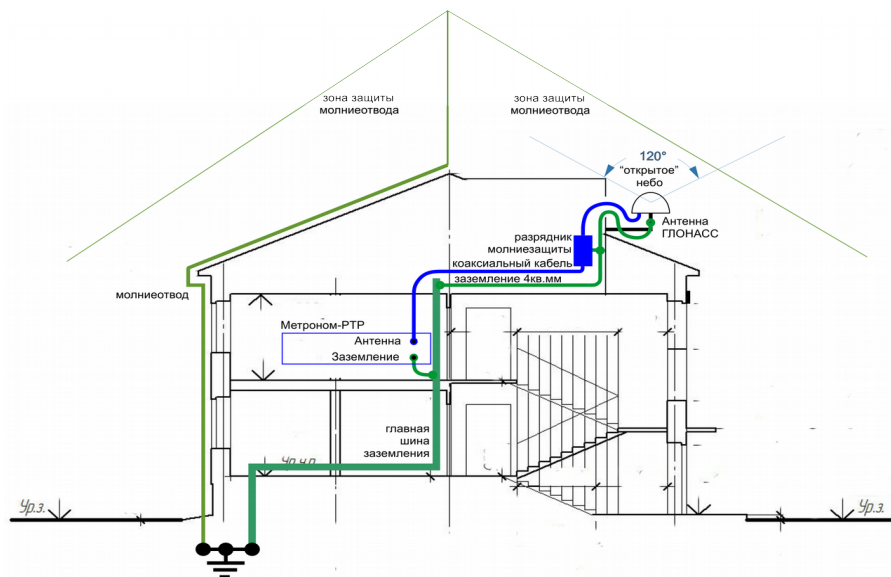 зона защиты
молниеотвода
зона защиты
молниеотвода
120°
“открытое”
небо
Антенна
ГЛОНАСС
разрядник
молниезащиты
коаксиальный кабель
заземление 4кв.мм
молниеотвод
Метроном-РТР
Антенна
Заземление
главная
шина
заземления
Ур.ч.р.
Ур.з.
Ур.з.